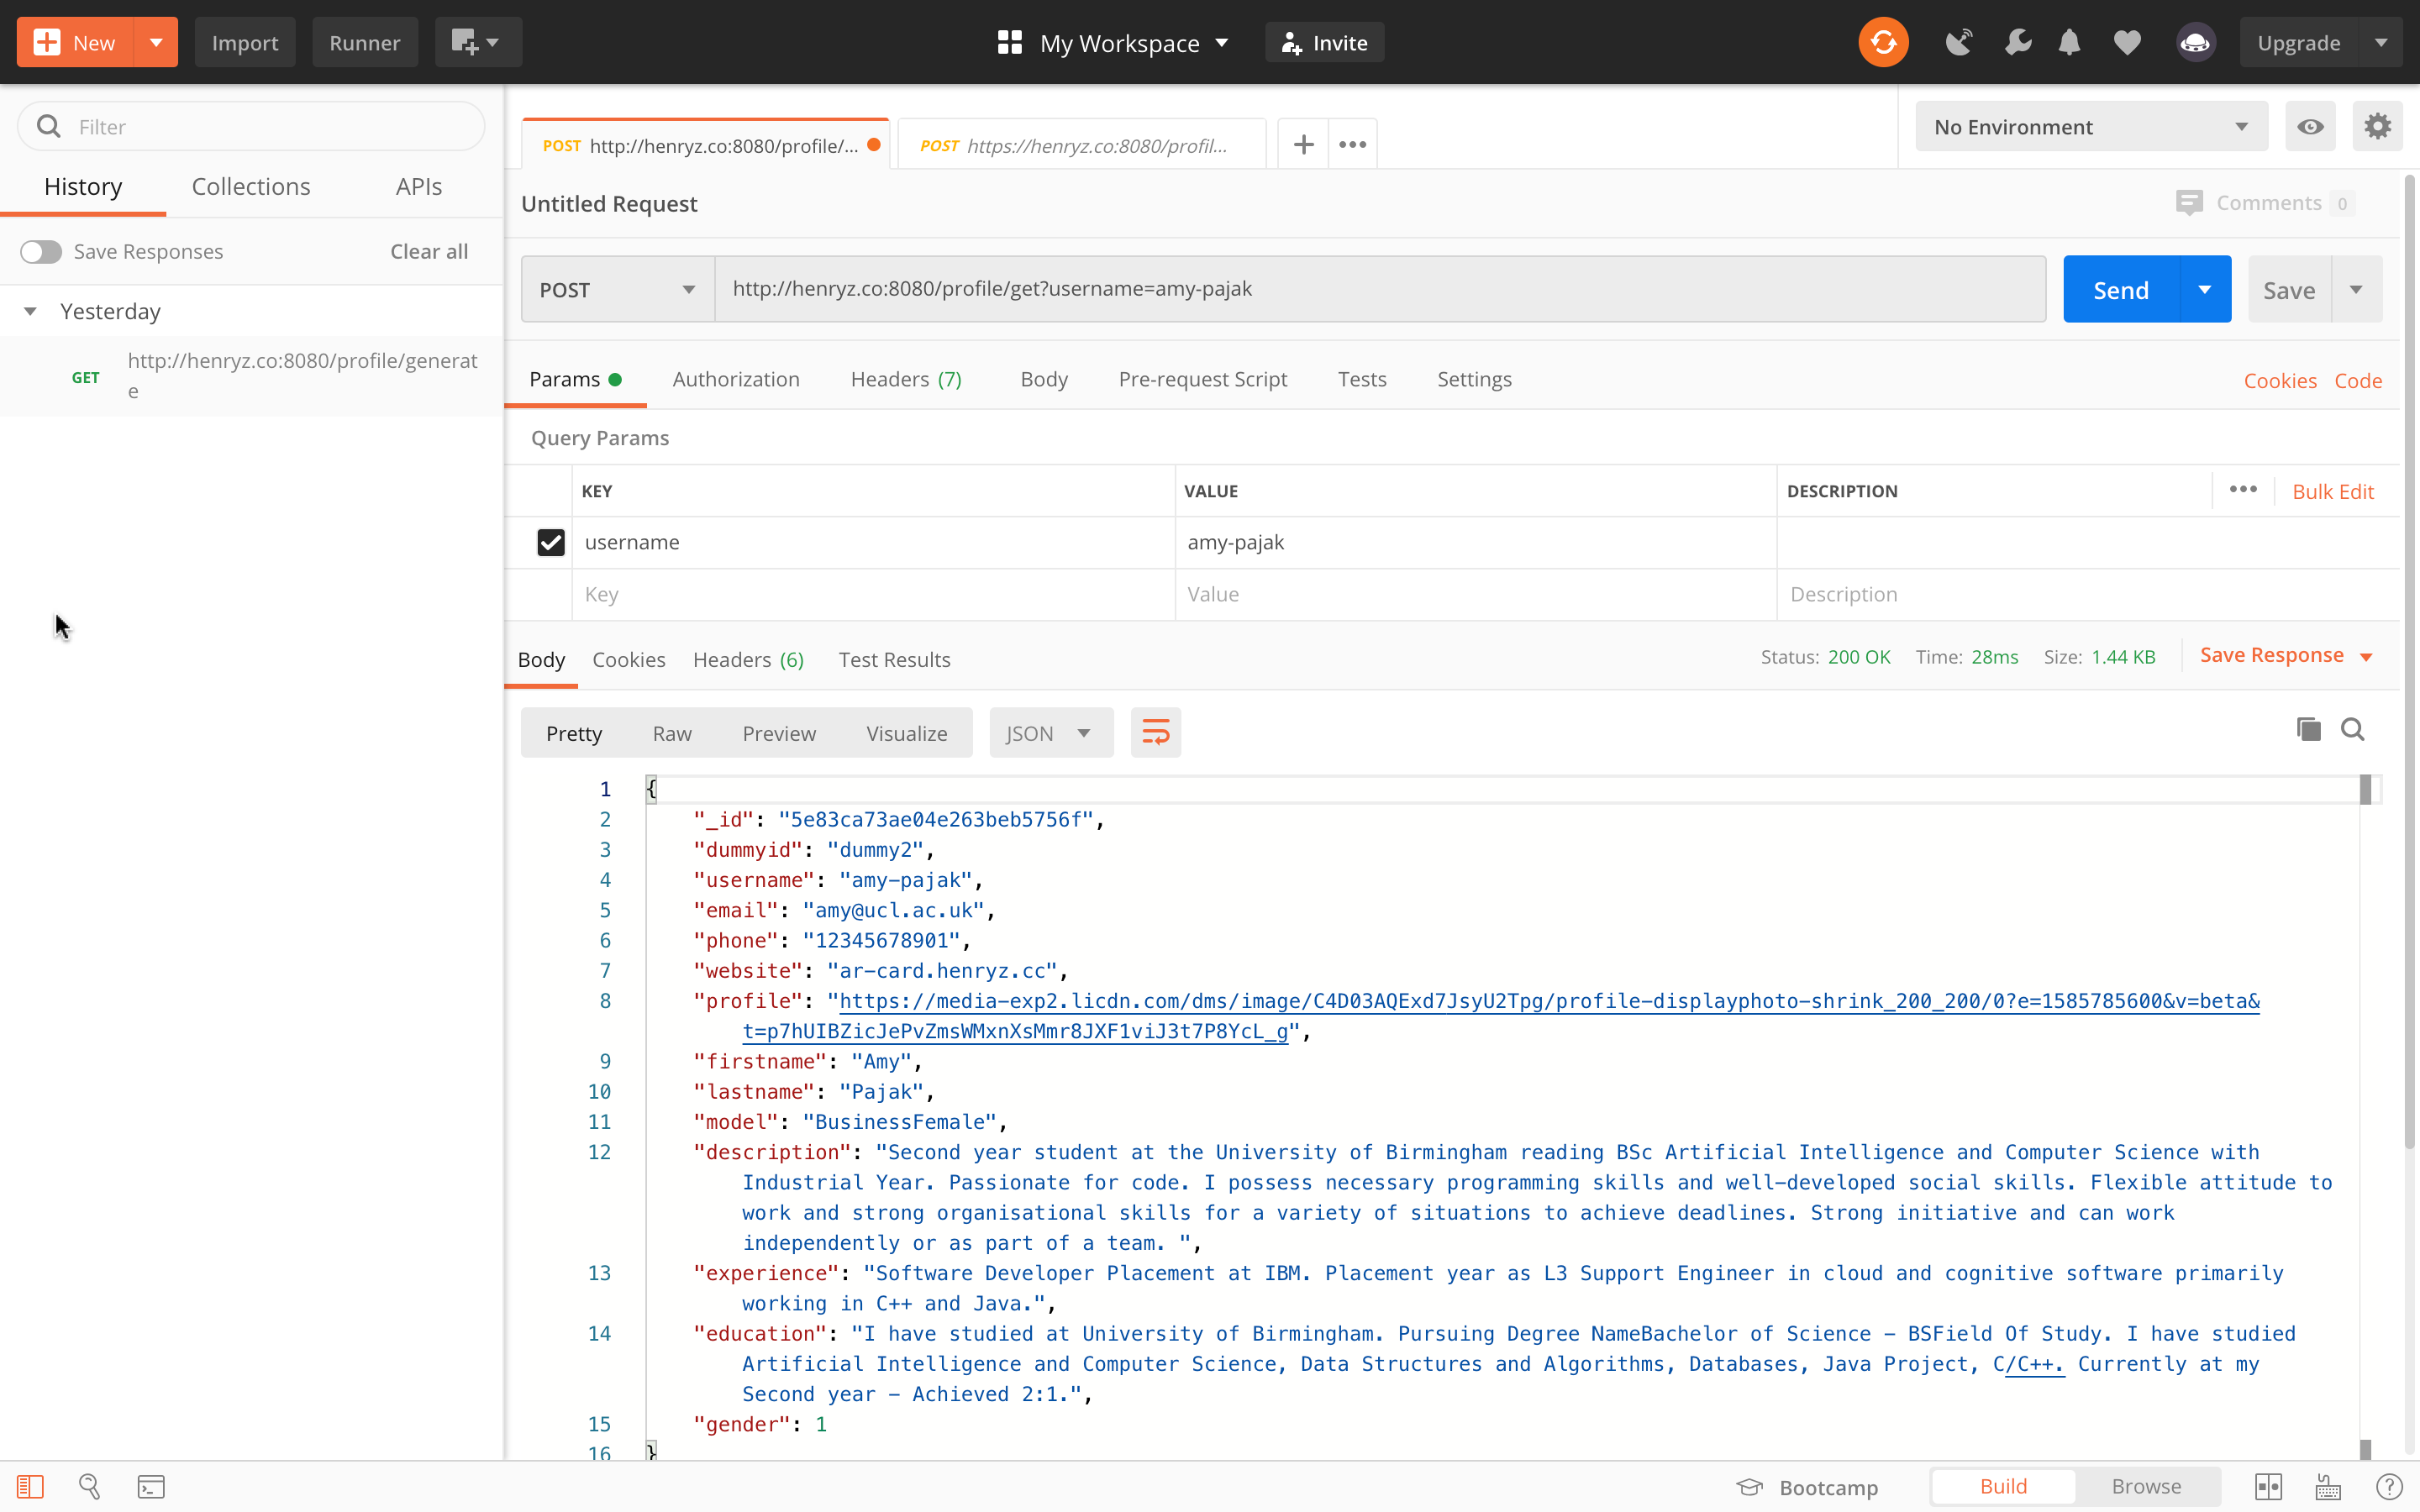 New
Import
Runner
My Workspace
Invite
Upgrade
Filter
History Collections APIs
Save Responses Clear all
Yesterday
GET http://henryz.co:8080/profile/generat
e
POST http://henryz.co:8080/profile/...
POST https://henryz.co:8080/profil...
No Environment
Untitled Request
Comments 0
POST http://henryz.co:8080/profile/get?username=amy-pajak
Send
Save
Params Authorization Headers (7) Body Pre-request Script Tests Settings Cookies Code
Query Params
KEY VALUE DESCRIPTION Bulk Edit
username amy-pajak
Key Value Description
Body Cookies Headers (6) Test Results Status: 200 OK Time: 28ms Size: 1.44 KB Save Response
Pretty Raw Preview Visualize JSON
1 {
2 "_id": "5e83ca73ae04e263beb5756f",
3 "dummyid": "dummy2",
4 "username": "amy-pajak",
5 "email": "amy@ucl.ac.uk",
6 "phone": "12345678901",
7 "website": "ar-card.henryz.cc",
8 "profile": "https://media-exp2.licdn.com/dms/image/C4D03AQExd7JsyU2Tpg/profile-displayphoto-shrink_200_200/0?e=1585785600&v=beta&
t=p7hUIBZicJePvZmsWMxnXsMmr8JXF1viJ3t7P8YcL_g",
9 "firstname": "Amy",
10 "lastname": "Pajak",
11 "model": "BusinessFemale",
12 "description": "Second year student at the University of Birmingham reading BSc Artificial Intelligence and Computer Science with
Industrial Year. Passionate for code. I possess necessary programming skills and well-developed social skills. Flexible attitude to
work and strong organisational skills for a variety of situations to achieve deadlines. Strong initiative and can work
independently or as part of a team. ",
13 "experience": "Software Developer Placement at IBM. Placement year as L3 Support Engineer in cloud and cognitive software primarily
working in C++ and Java.",
14 "education": "I have studied at University of Birmingham. Pursuing Degree NameBachelor of Science – BSField Of Study. I have studied
Artificial Intelligence and Computer Science, Data Structures and Algorithms, Databases, Java Project, C/C++. Currently at my
Second year – Achieved 2:1.",
15 "gender": 1
16 }
Bootcamp
Build
Browse